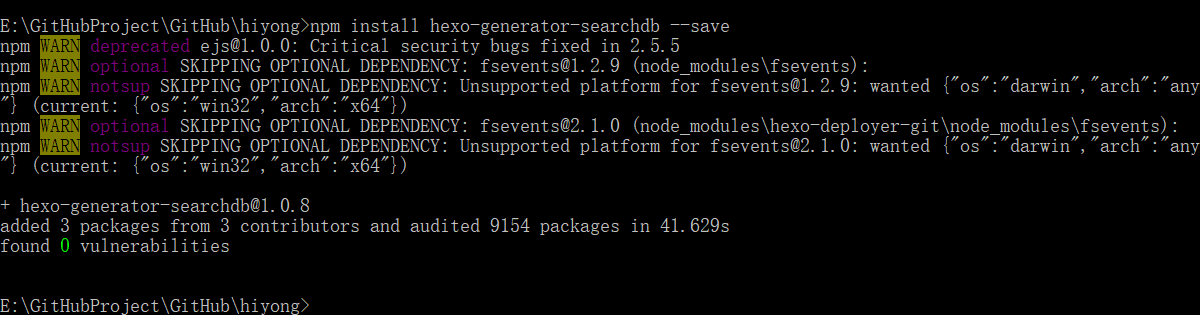 E:\GitHubProject\GitHub\hiyong>npm install hexo-generator-searchdb --save
npm WARN deprecated ejs@1.0.0: Critical security bugs fixed in 2.5.5
npm WARN optional SKIPPING OPTIONAL DEPENDENCY: fsevents@1.2.9 (node_modules\fsevents):
npm WARN notsup SKIPPING OPTIONAL DEPENDENCY: Unsupported platform for fsevents@1.2.9: wanted {"os":"darwin","arch":"any
"} (current: {"os":"win32","arch":"x64"})
npm WARN optional SKIPPING OPTIONAL DEPENDENCY: fsevents@2.1.0 (node_modules\hexo-deployer-git\node_modules\fsevents):
npm WARN notsup SKIPPING OPTIONAL DEPENDENCY: Unsupported platform for fsevents@2.1.0: wanted {"os":"darwin","arch":"any
"} (current: {"os":"win32","arch":"x64"})
+ hexo-generator-searchdb@1.0.8
added 3 packages from 3 contributors and audited 9154 packages in 41.629s
found 0 vulnerabilities
E:\GitHubProject\GitHub\hiyong>